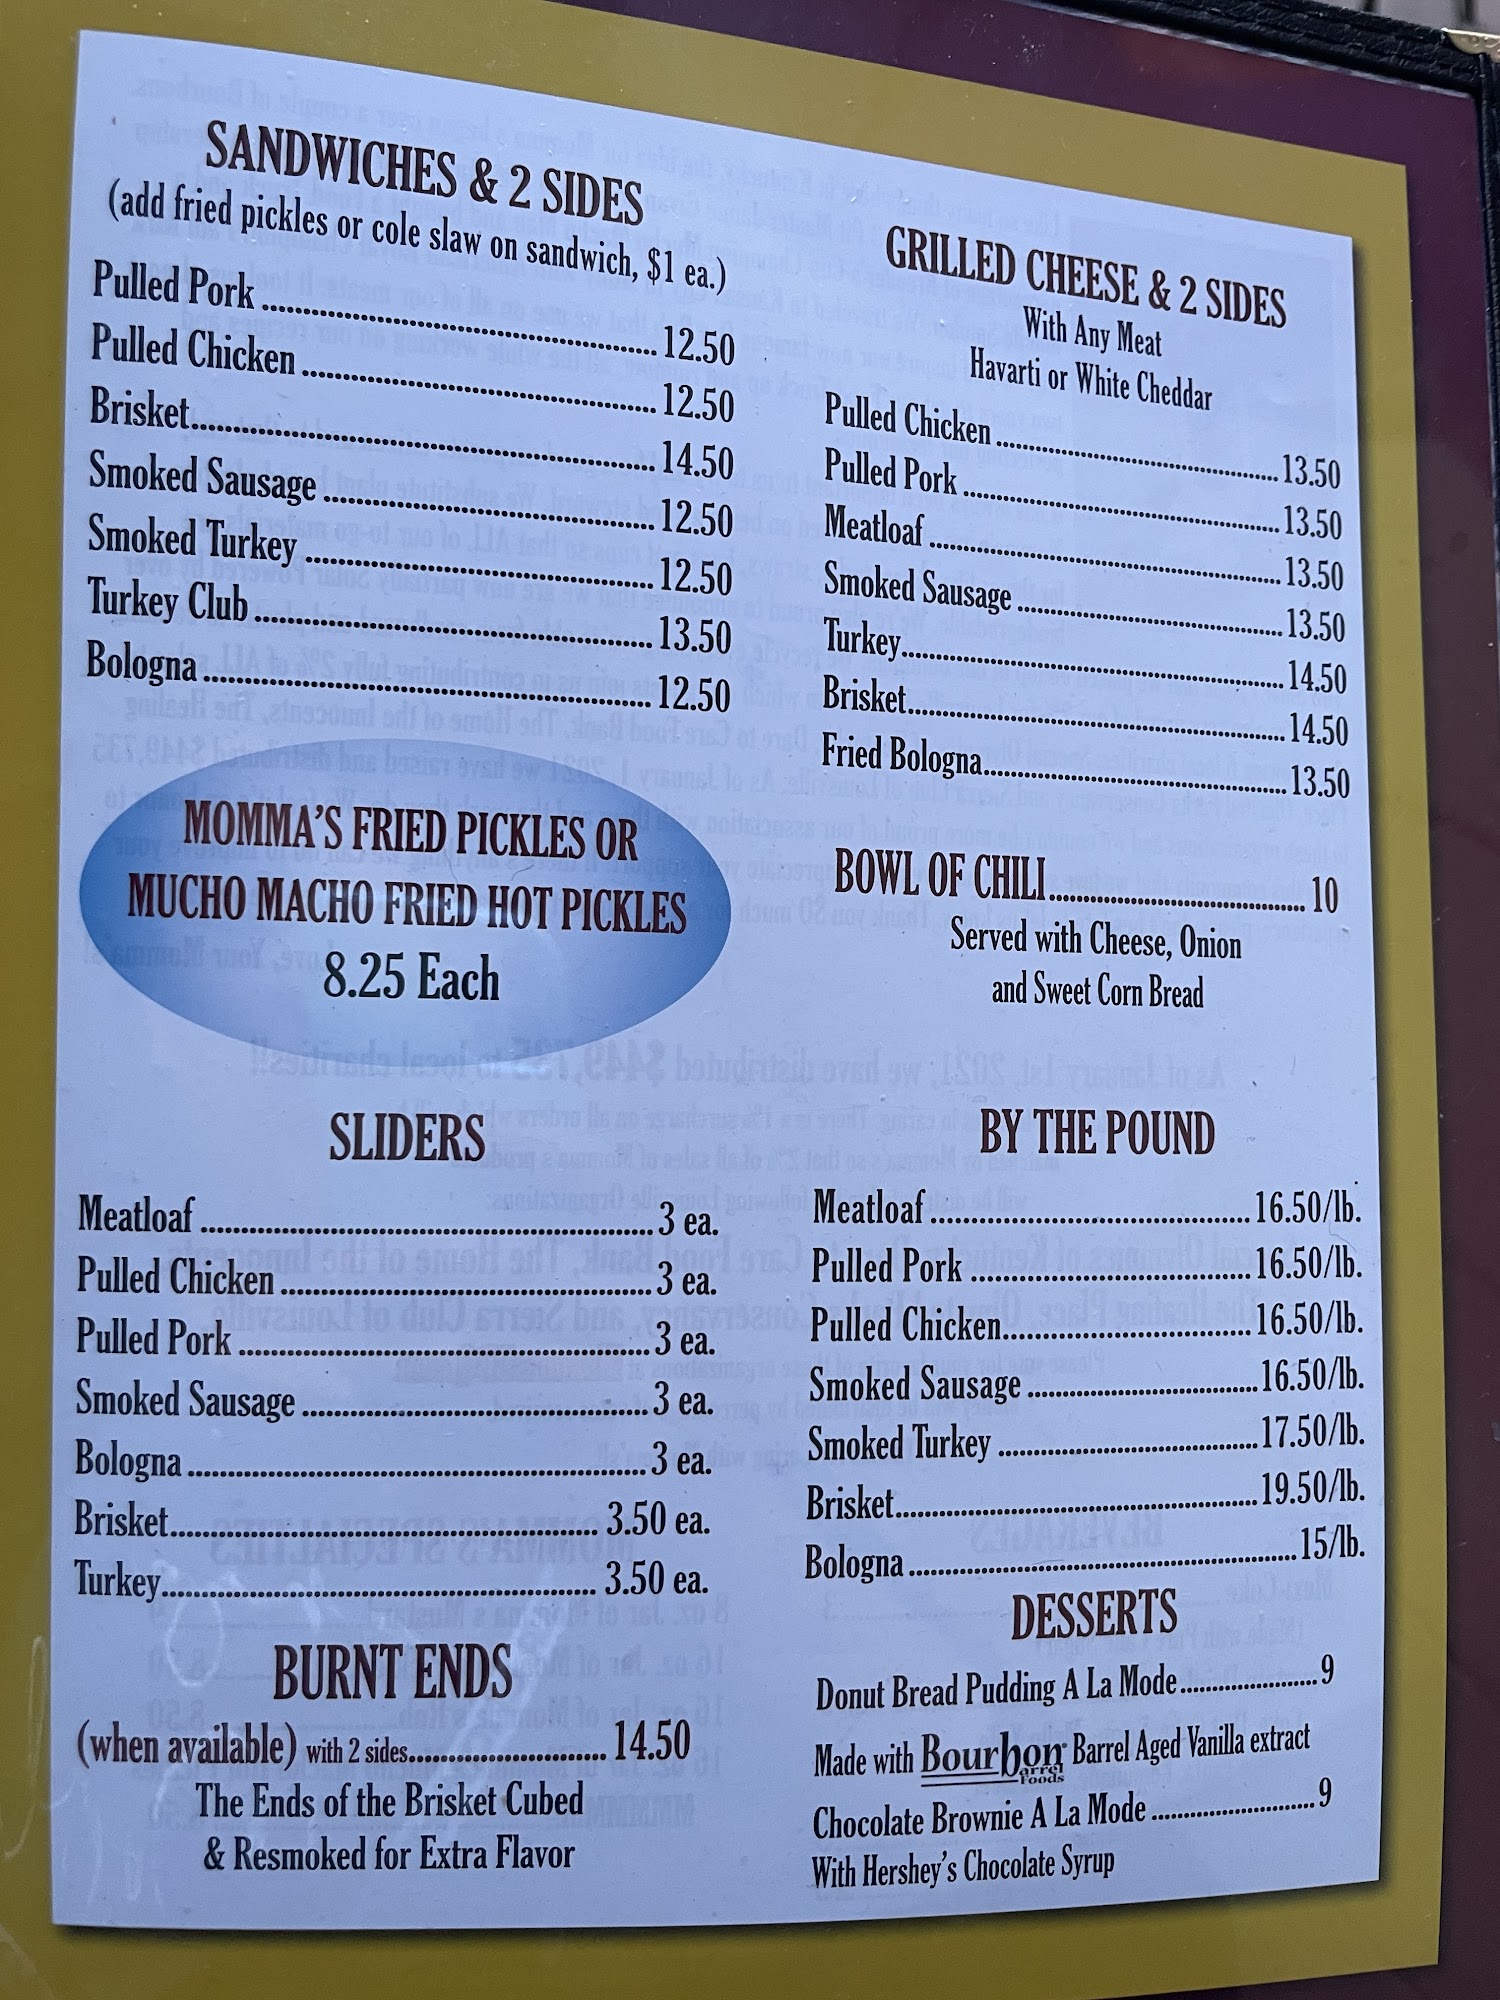 SANDWICHES & 2 SIDES
(add fried pickles or cole slaw on sandwich, $1 ea.)
Pulled Pork 12.50
Pulled Chicken 12.50
Brisket 14.50
Smoked Sausage 12.50
Smoked Turkey 12.50
Turkey Club 13.50
Bologna 12.50
MOMMA'S FRIED PICKLES OR
MUCHO MACHO FRIED HOT PICKLES
8.25 Each
SLIDERS
Meatloaf 3 ea.
Pulled Chicken 3 ea.
Pulled Pork 3 ea.
Smoked Sausage 3 ea.
Bologna 3 ea.
Brisket 3.50 ea.
Turkey 3.50 ea.
BURNT ENDS
(when available) with 2 sides 14.50
The Ends of the Brisket Cubed
& Resmoked for Extra Flavor
GRILLED CHEESE & 2 SIDES
With Any Meat
Havarti or White Cheddar
Pulled Chicken 13.50
Pulled Pork 13.50
Meatloaf 13.50
Smoked Sausage 13.50
Turkey 14.50
Brisket 14.50
Fried Bologna 13.50
BOWL OF CHILI 10
Served with Cheese, Onion
and Sweet Corn Bread
BY THE POUND
Meatloaf 16.50/lb.
Pulled Pork 16.50/lb.
Pulled Chicken 16.50/lb.
Smoked Sausage 16.50/lb.
Smoked Turkey 17.50/lb.
Brisket 19.50/lb.
Bologna 15/lb.
DESSERTS
Donut Bread Pudding A La Mode 9
Made with Bourbon Barrel Foods Barrel Aged Vanilla extract
Chocolate Brownie A La Mode 9
With Hershey's Chocolate Syrup